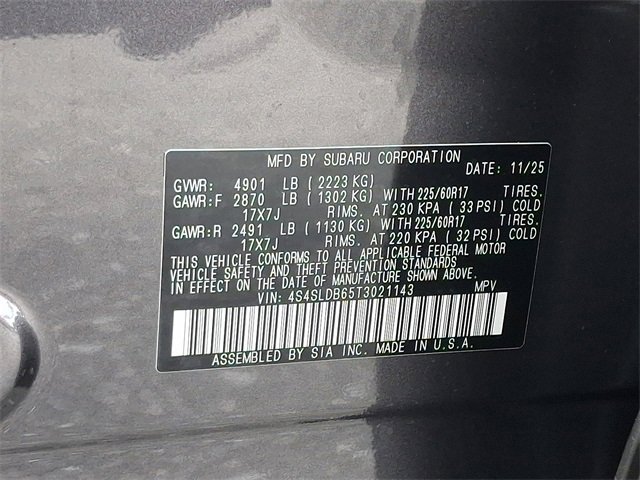 MFD BY SUBARU CORPORATION
DATE: 11/25
GVWR: 4901 LB ( 2223 KG)
GAWR:F 2870 LB ( 1302 KG) WITH 225/60R17 TIRES.
17X7J RIMS. AT 230 KPA ( 33 PSI) COLD
GAWR:R 2491 LB ( 1130 KG) WITH 225/60R17 TIRES.
17X7J RIMS. AT 220 KPA ( 32 PSI) COLD
THIS VEHICLE CONFORMS TO ALL APPLICABLE FEDERAL MOTOR
VEHICLE SAFETY AND THEFT PREVENTION STANDARDS
IN EFFECT ON THE DATE OF MANUFACTURE SHOWN ABOVE.
VIN: 4S4SLDB65T3021143 MPV
ASSEMBLED BY SIA INC. MADE IN U.S.A.